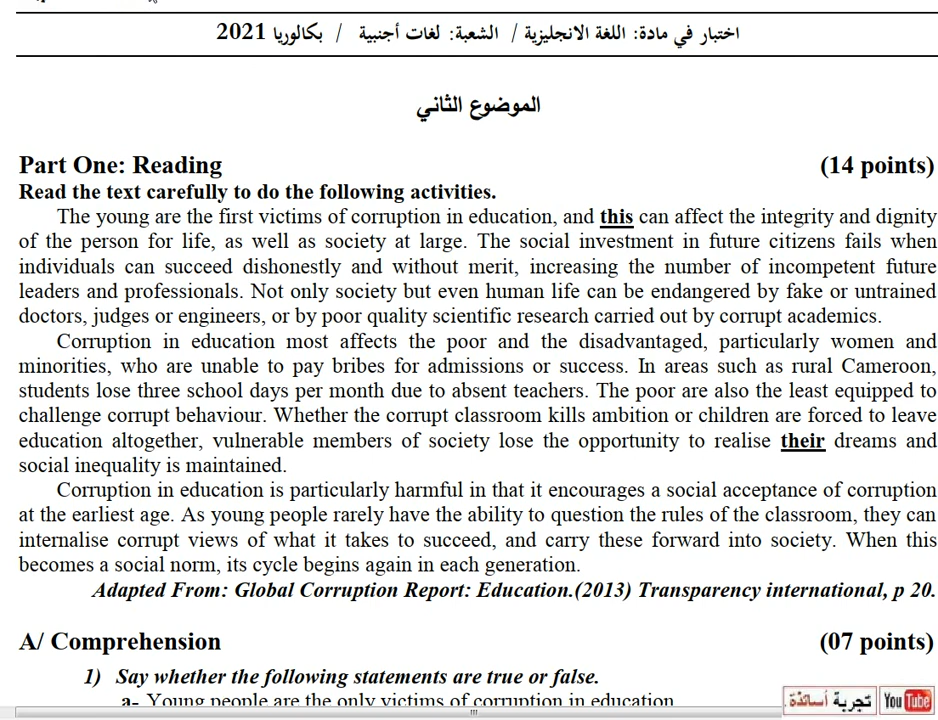 اختبار في مادة: اللغة الانجليزية / الشعبة: لغات أجنبية / بكالوريا 2021
الموضوع الثاني
Part One: Reading (14 points)
Read the text carefully to do the following activities.
The young are the first victims of corruption in education, and this can affect the integrity and dignity
of the person for life, as well as society at large. The social investment in future citizens fails when
individuals can succeed dishonestly and without merit, increasing the number of incompetent future
leaders and professionals. Not only society but even human life can be endangered by fake or untrained
doctors, judges or engineers, or by poor quality scientific research carried out by corrupt academics.
Corruption in education most affects the poor and the disadvantaged, particularly women and
minorities, who are unable to pay bribes for admissions or success. In areas such as rural Cameroon,
students lose three school days per month due to absent teachers. The poor are also the least equipped to
challenge corrupt behaviour. Whether the corrupt classroom kills ambition or children are forced to leave
education altogether, vulnerable members of society lose the opportunity to realise their dreams and
social inequality is maintained.
Corruption in education is particularly harmful in that it encourages a social acceptance of corruption
at the earliest age. As young people rarely have the ability to question the rules of the classroom, they can
internalise corrupt views of what it takes to succeed, and carry these forward into society. When this
becomes a social norm, its cycle begins again in each generation.
Adapted From: Global Corruption Report: Education.(2013) Transparency international, p 20.
A/ Comprehension (07 points)
1) Say whether the following statements are true or false.
a- Young people are the only victims of corruption in education
تجربة أساتذة YouTube